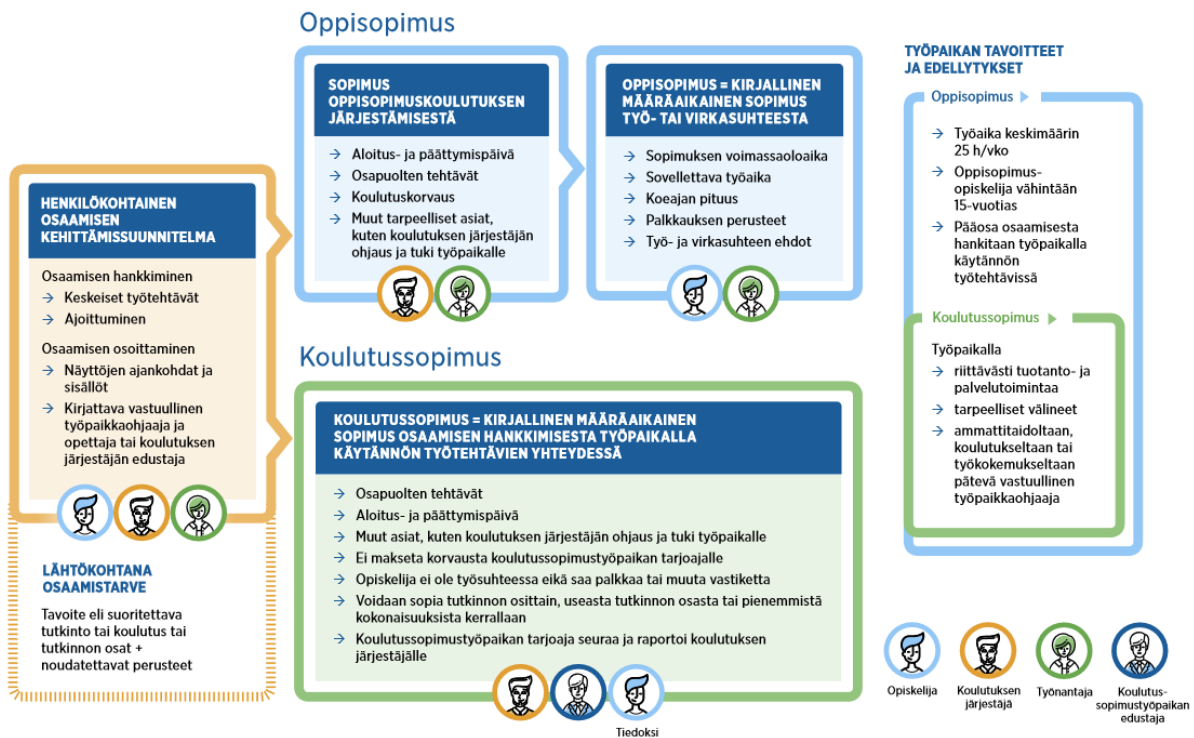 Oppisopimus
SOPIMUS
OPPISOPIMUSKOULUTUKSEN
JÄRJESTÄMISESTÄ
→ Aloitus- ja päättymispäivä
→ Osapuolten tehtävät
→ Koulutuskorvaus
→ Muut tarpeelliset asiat,
kuten koulutuksen järjestäjän
ohjaus ja tuki työpaikalle
OPPISOPIMUS = KIRJALLINEN
MÄÄRÄAIKAINEN SOPIMUS
TYÖ- TAI VIRKASUHTEESTA
→ Sopimuksen voimassaoloaika
→ Sovellettava työaika
→ Koeajan pituus
→ Palkkauksen perusteet
→ Työ- ja virkasuhteen ehdot
HENKILÖKOHTAINEN
OSAAMISEN
KEHITTÄMISSUUNNITELMA
Osaamisen hankkiminen
→ Keskeiset työtehtävät
→ Ajoittuminen
Osaamisen osoittaminen
→ Näyttöjen ajankohdat ja
sisällöt
→ Kirjattava vastuullinen
työpaikkaohjaaja ja
opettaja tai koulutuksen
järjestäjän edustaja
LÄHTÖKOHTANA
OSAAMISTARVE
Tavoite eli suoritettava
tutkinto tai koulutus tai
tutkinnon osat +
noudatettavat perusteet
Koulutussopimus
KOULUTUSSOPIMUS = KIRJALLINEN MÄÄRÄAIKAINEN
SOPIMUS OSAAMISEN HANKKIMISESTA TYÖPAIKALLA
KÄYTÄNNÖN TYÖTEHTÄVIEN YHTEYDESSÄ
→ Osapuolten tehtävät
→ Aloitus- ja päättymispäivä
→ Muut asiat, kuten koulutuksen järjestäjän ohjaus ja tuki työpaikalle
→ Ei makseta korvausta koulutussopimustyöpaikan tarjoajalle
→ Opiskelija ei ole työsuhteessa eikä saa palkkaa tai muuta vastiketta
→ Voidaan sopia tutkinnon osittain, useasta tutkinnon osasta tai pienemmistä
kokonaisuuksista kerrallaan
→ Koulutussopimustyöpaikan tarjoaja seuraa ja raportoi koulutuksen
järjestäjälle
Tiedoksi
TYÖPAIKAN TAVOITTEET
JA EDELLYTYKSET
Oppisopimus
→ Työaika keskimäärin
25 h/vko
→ Oppisopimus-
opiskelija vähintään
15-vuotias
→ Pääosa osaamisesta
hankitaan työpaikalla
käytännön
työtehtävissä
Koulutussopimus
Työpaikalla
→ riittävästi tuotanto- ja
palvelutoimintaa
→ tarpeelliset välineet
→ ammattitaidoltaan,
koulutukseltaan tai
työkokemukseltaan
pätevä vastuullinen
työpaikkaohjaaja
Opiskelija
Koulutuksen
järjestäjä
Työnantaja
Koulutus-
sopimustyöpaikan
edustaja